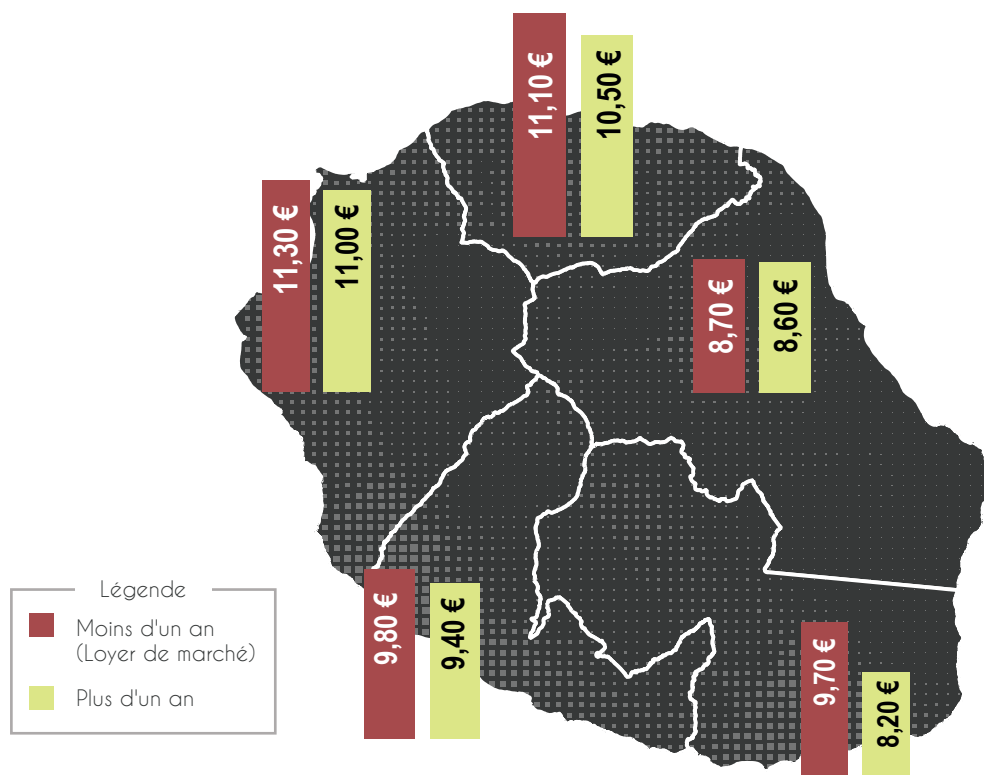 11,10 €
10,50 €
11,30 €
11,00 €
8,70 €
8,60 €
9,80 €
9,40 €
9,70 €
8,20 €
Légende
Moins d'un an
(Loyer de marché)
Plus d'un an